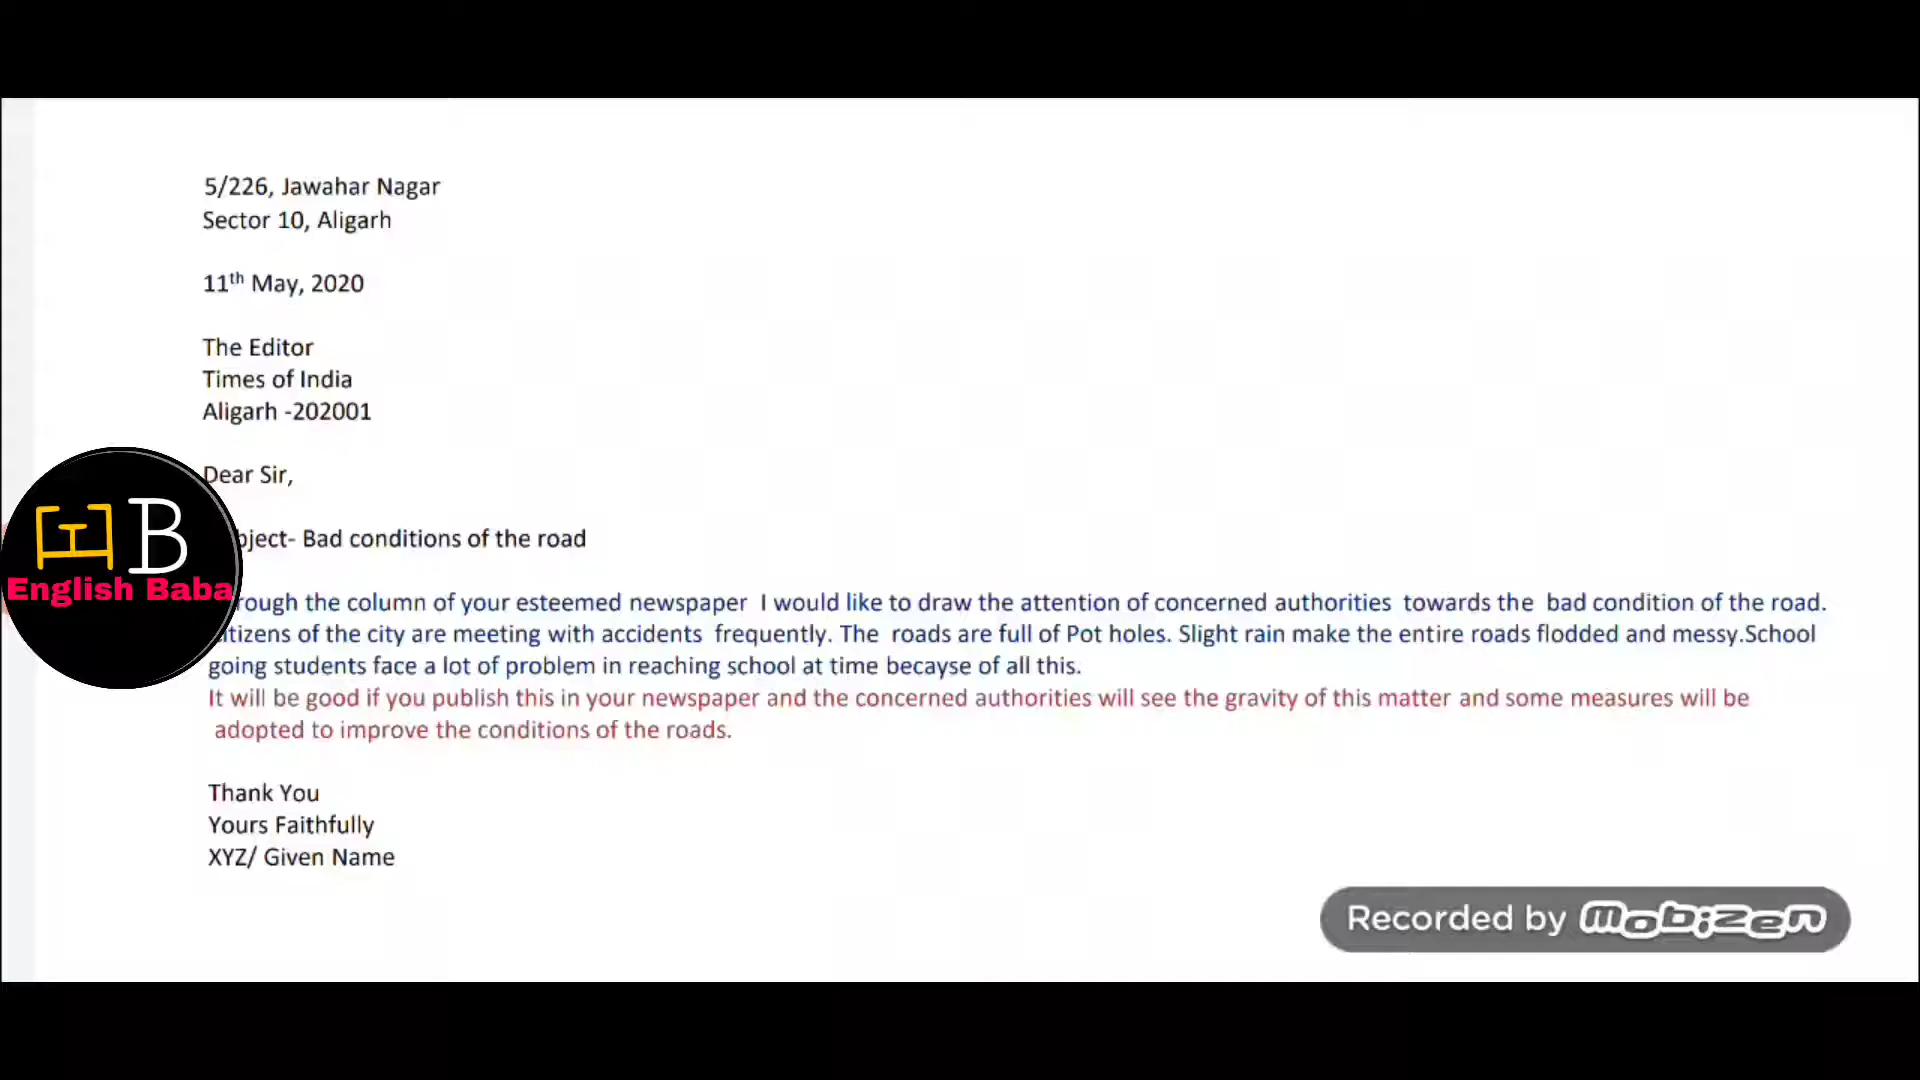 5/226, Jawahar Nagar
Sector 10, Aligarh
11th May, 2020
The Editor
Times of India
Aligarh -202001
Dear Sir,
bject- Bad conditions of the road
EB
English Baba
rough the column of your esteemed newspaper I would like to draw the attention of concerned authorities towards the bad condition of the road.
tizens of the city are meeting with accidents frequently. The roads are full of Pot holes. Slight rain make the entire roads flodded and messy.School
going students face a lot of problem in reaching school at time becayse of all this.
It will be good if you publish this in your newspaper and the concerned authorities will see the gravity of this matter and some measures will be
adopted to improve the conditions of the roads.
Thank You
Yours Faithfully
XYZ/ Given Name
Recorded by mobizen